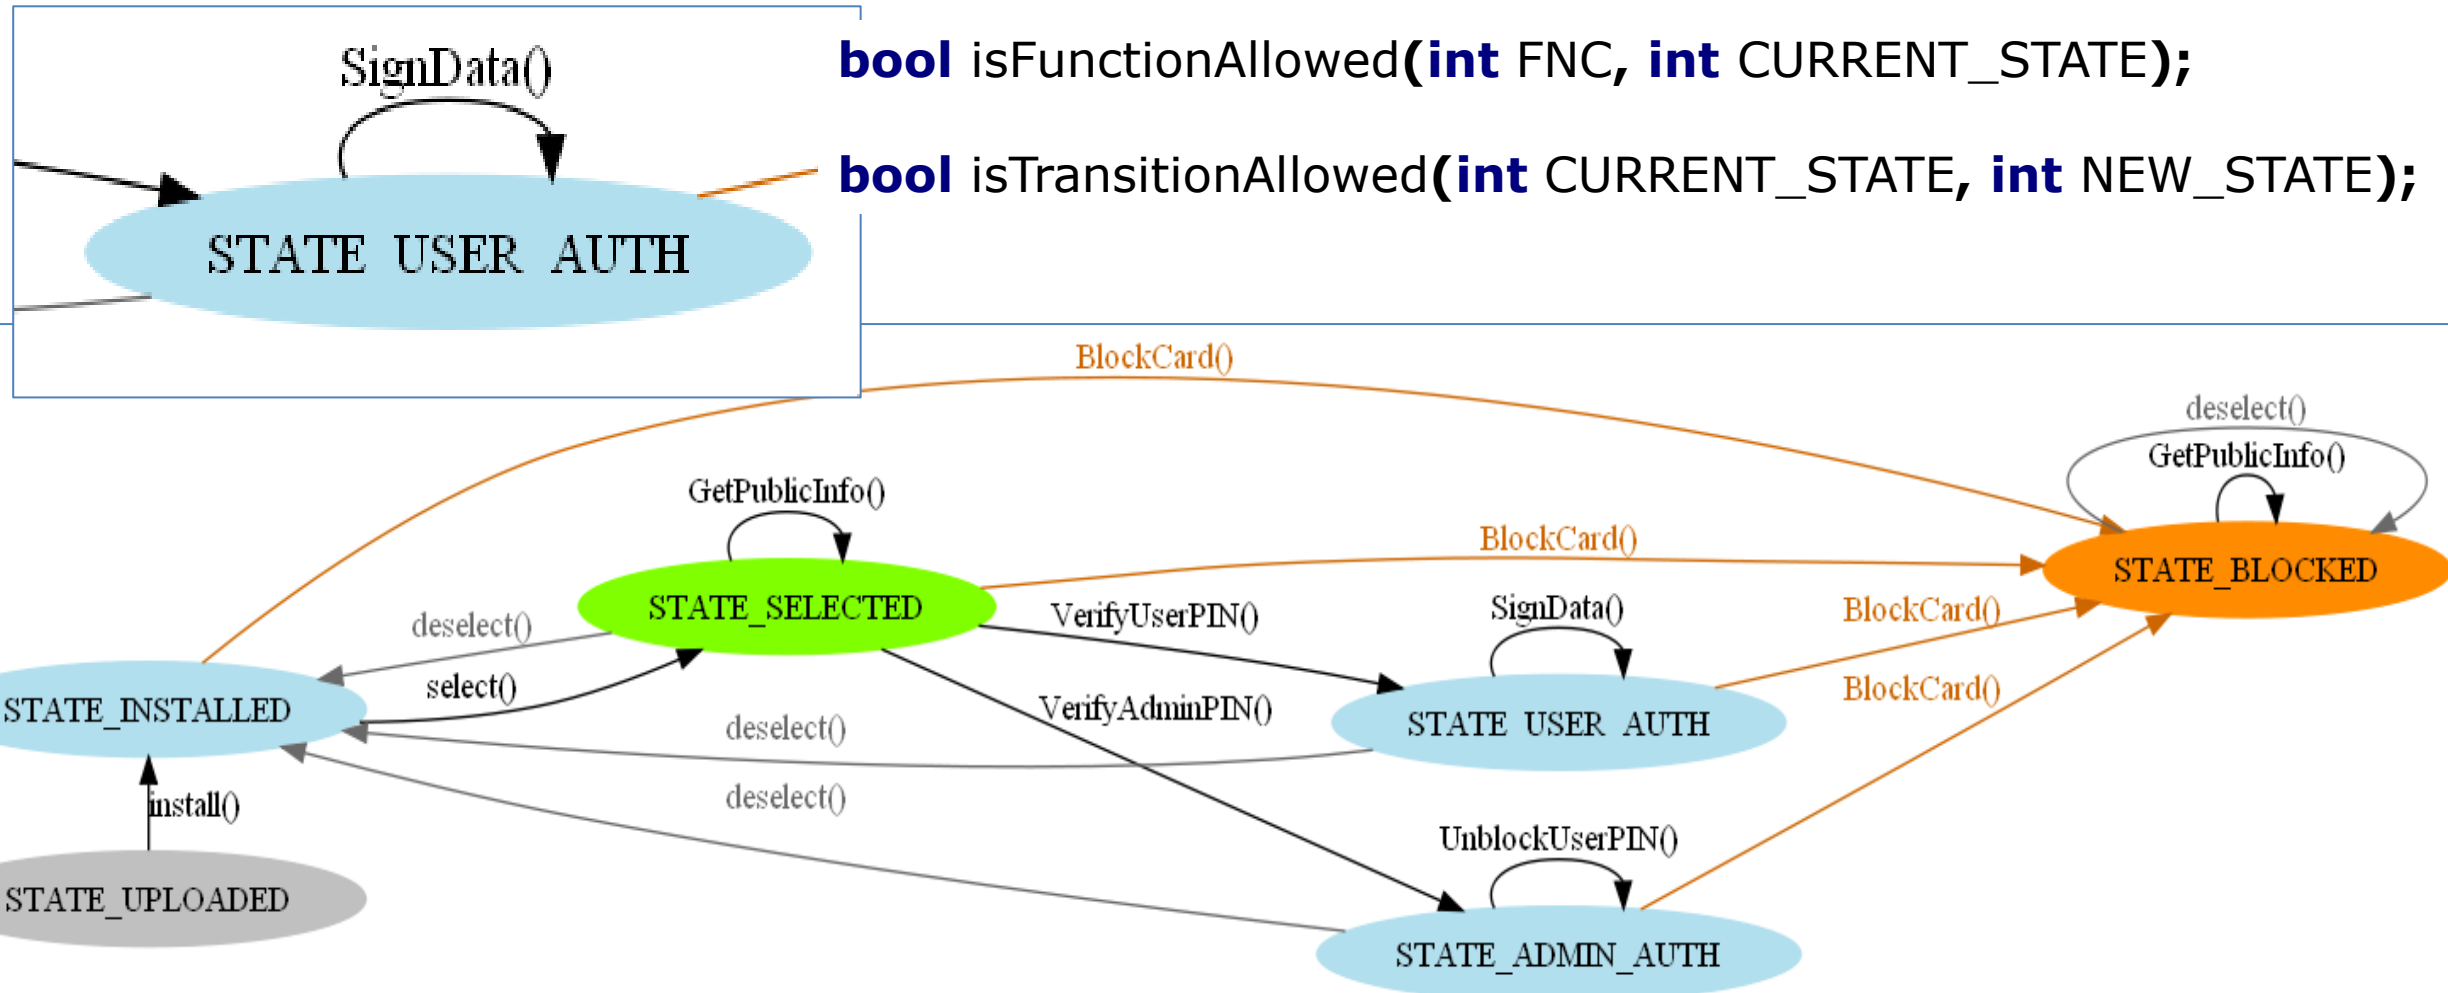 SignData()
STATE USER AUTH
bool isFunctionAllowed(int FNC, int CURRENT_STATE);
bool isTransitionAllowed(int CURRENT_STATE, int NEW_STATE);
BlockCard()
deselect()
GetPublicInfo()
GetPublicInfo()
BlockCard()
STATE_BLOCKED
STATE_SELECTED
VerifyUserPIN()
SignData()
BlockCard()
deselect()
select()
VerifyAdminPIN()
BlockCard()
STATE_INSTALLED
deselect()
STATE USER AUTH
install()
deselect()
UnblockUserPIN()
STATE_UPLOADED
STATE_ADMIN_AUTH